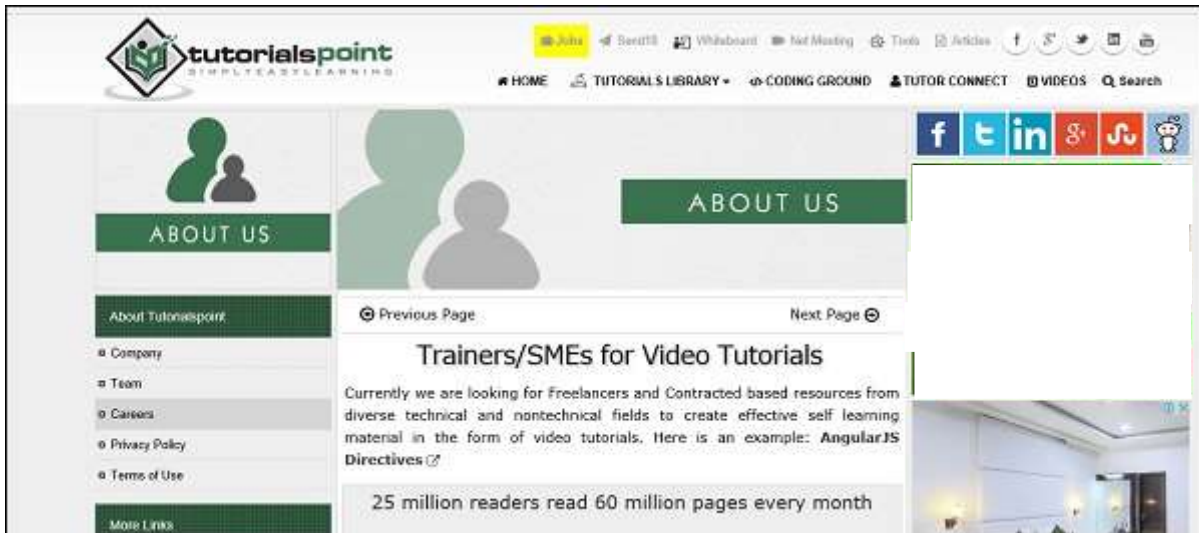 tutorialspoint
SIMPLYEASYLEARNING
Jobs Send18 Whiteboard Net Meeting Tools Articles
HOME TUTORIALS LIBRARY CODING GROUND TUTOR CONNECT VIDEOS Search
ABOUT US
ABOUT US
About Tutorialspoint
Company
Team
Careers
Privacy Policy
Terms of Use
More Links
Previous Page Next Page
Trainers/SMEs for Video Tutorials
Currently we are looking for Freelancers and Contracted based resources from
diverse technical and nontechnical fields to create effective self learning
material in the form of video tutorials. Here is an example: AngularJS
Directives
25 million readers read 60 million pages every month